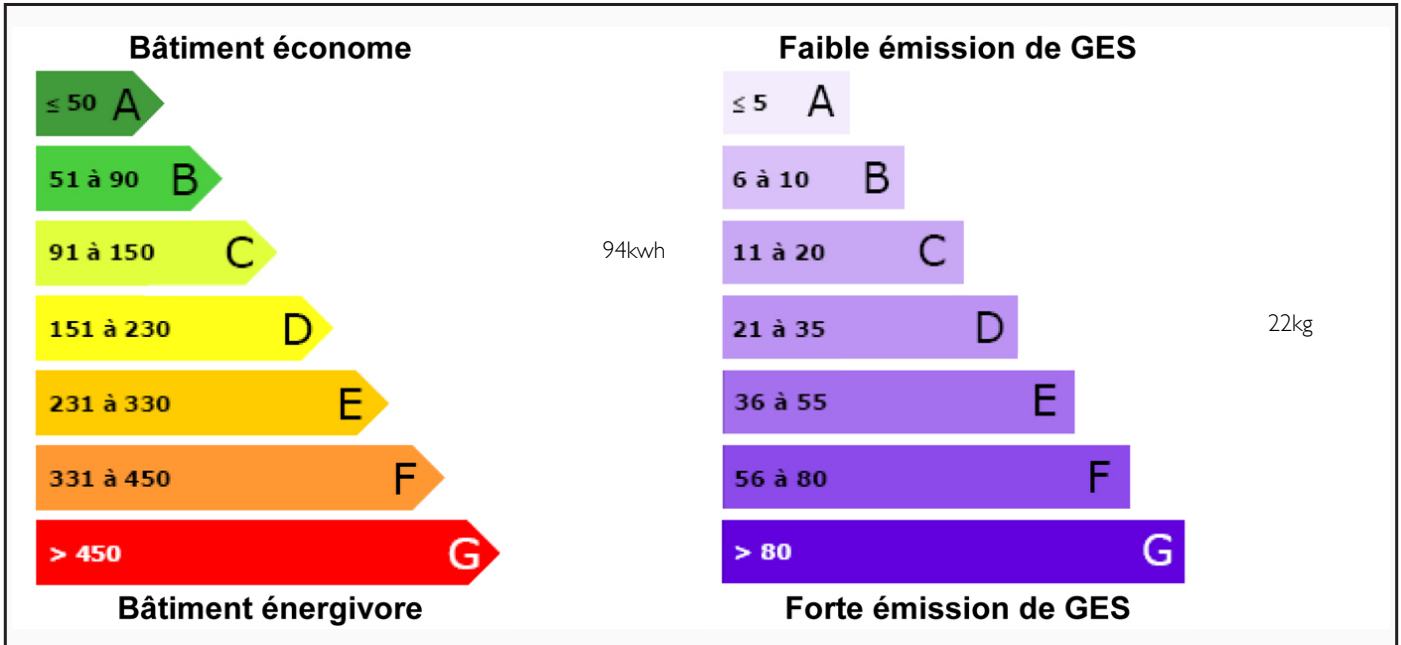 Bâtiment économe
≤ 50 A
51 à 90 B
91 à 150 C
94kwh
151 à 230 D
231 à 330 E
331 à 450 F
> 450 G
Bâtiment énergivore
Faible émission de GES
≤ 5 A
6 à 10 B
11 à 20 C
21 à 35 D
22kg
36 à 55 E
56 à 80 F
> 80 G
Forte émission de GES